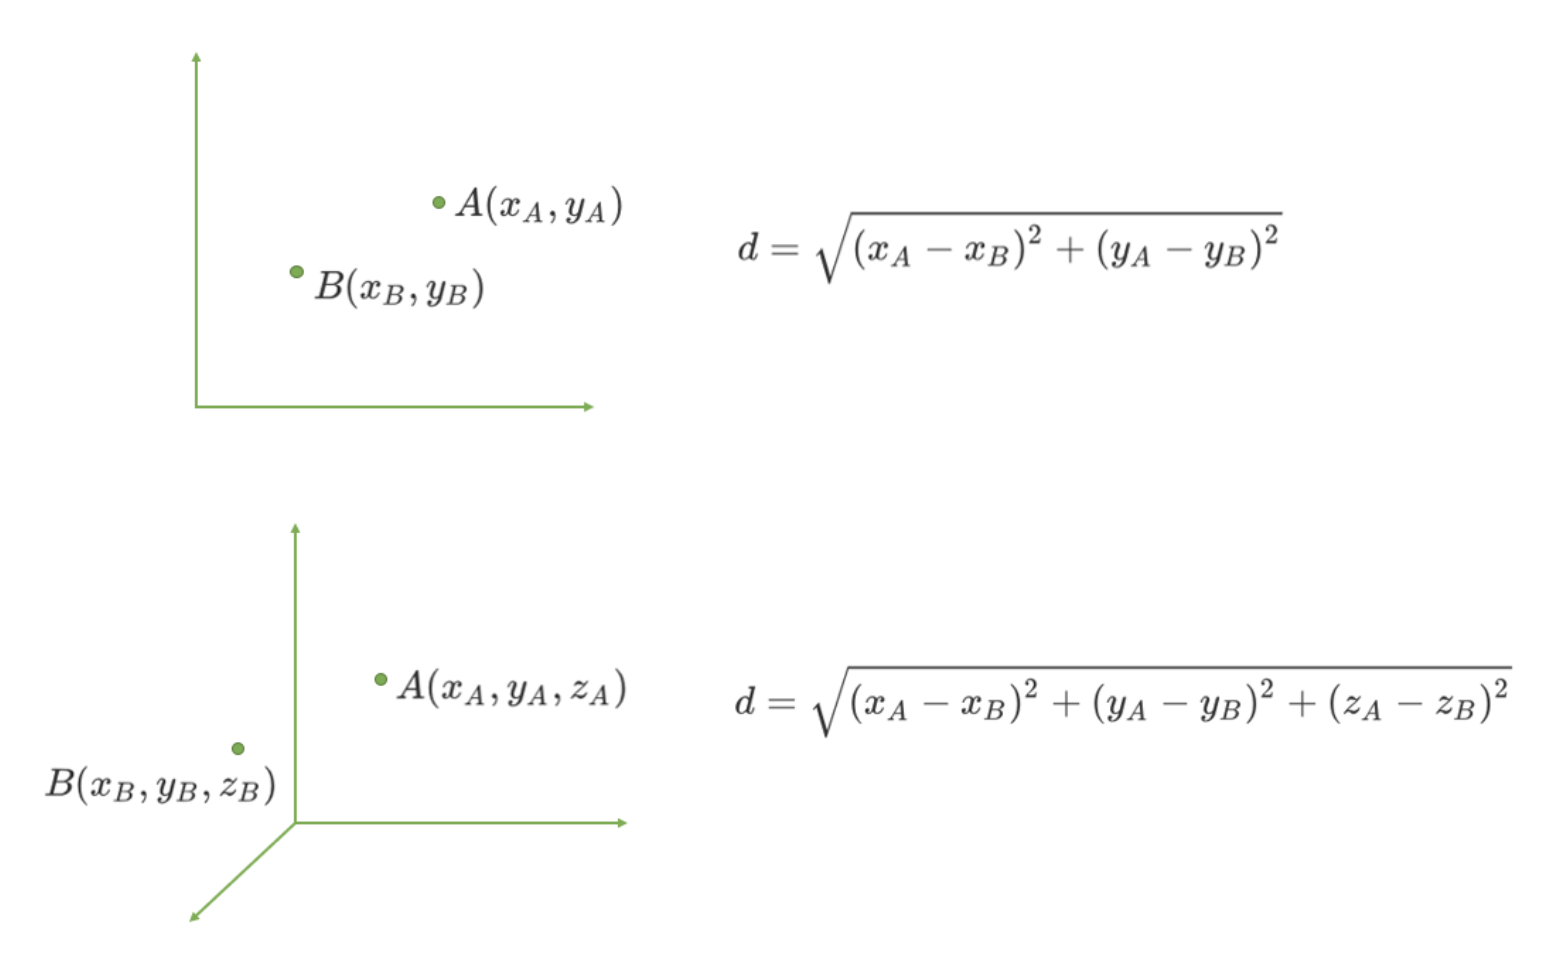 A(x_A, y_A)
B(x_B, y_B)
d = √((x_A − x_B)² + (y_A − y_B)²)
A(x_A, y_A, z_A)
B(x_B, y_B, z_B)
d = √((x_A − x_B)² + (y_A − y_B)² + (z_A − z_B)²)